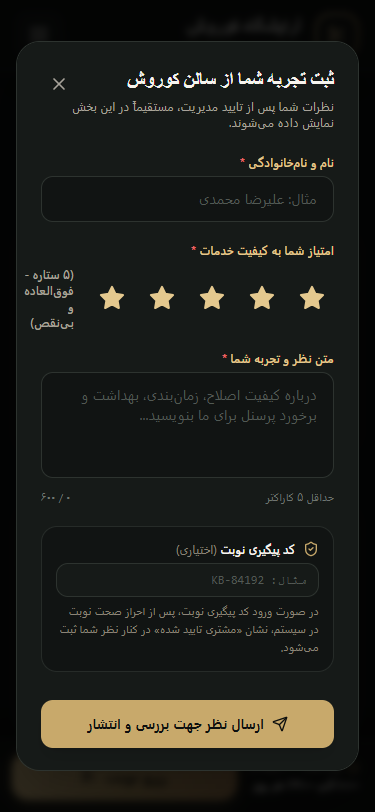 ثبت تجربه شما از سالن کوروش
نظرات شما پس از تایید مدیریت، مستقیماً در این بخش
نمایش داده می‌شوند.
نام و نام‌خانوادگی *
مثال: علیرضا محمدی
امتیاز شما به کیفیت خدمات *
(۵ ستاره -
فوق‌العاده
و
بی‌نقص)
متن نظر و تجربه شما *
درباره کیفیت اصلاح، زمان‌بندی، بهداشت و
برخورد پرسنل برای ما بنویسید...
حداقل ۵ کاراکتر
۰ / ۶۰۰
کد پیگیری نوبت (اختیاری)
مثال: KB-84192
در صورت ورود کد پیگیری نوبت، پس از احراز صحت نوبت
در سیستم، نشان «مشتری تایید شده» در کنار نظر شما ثبت
می‌شود.
ارسال نظر جهت بررسی و انتشار